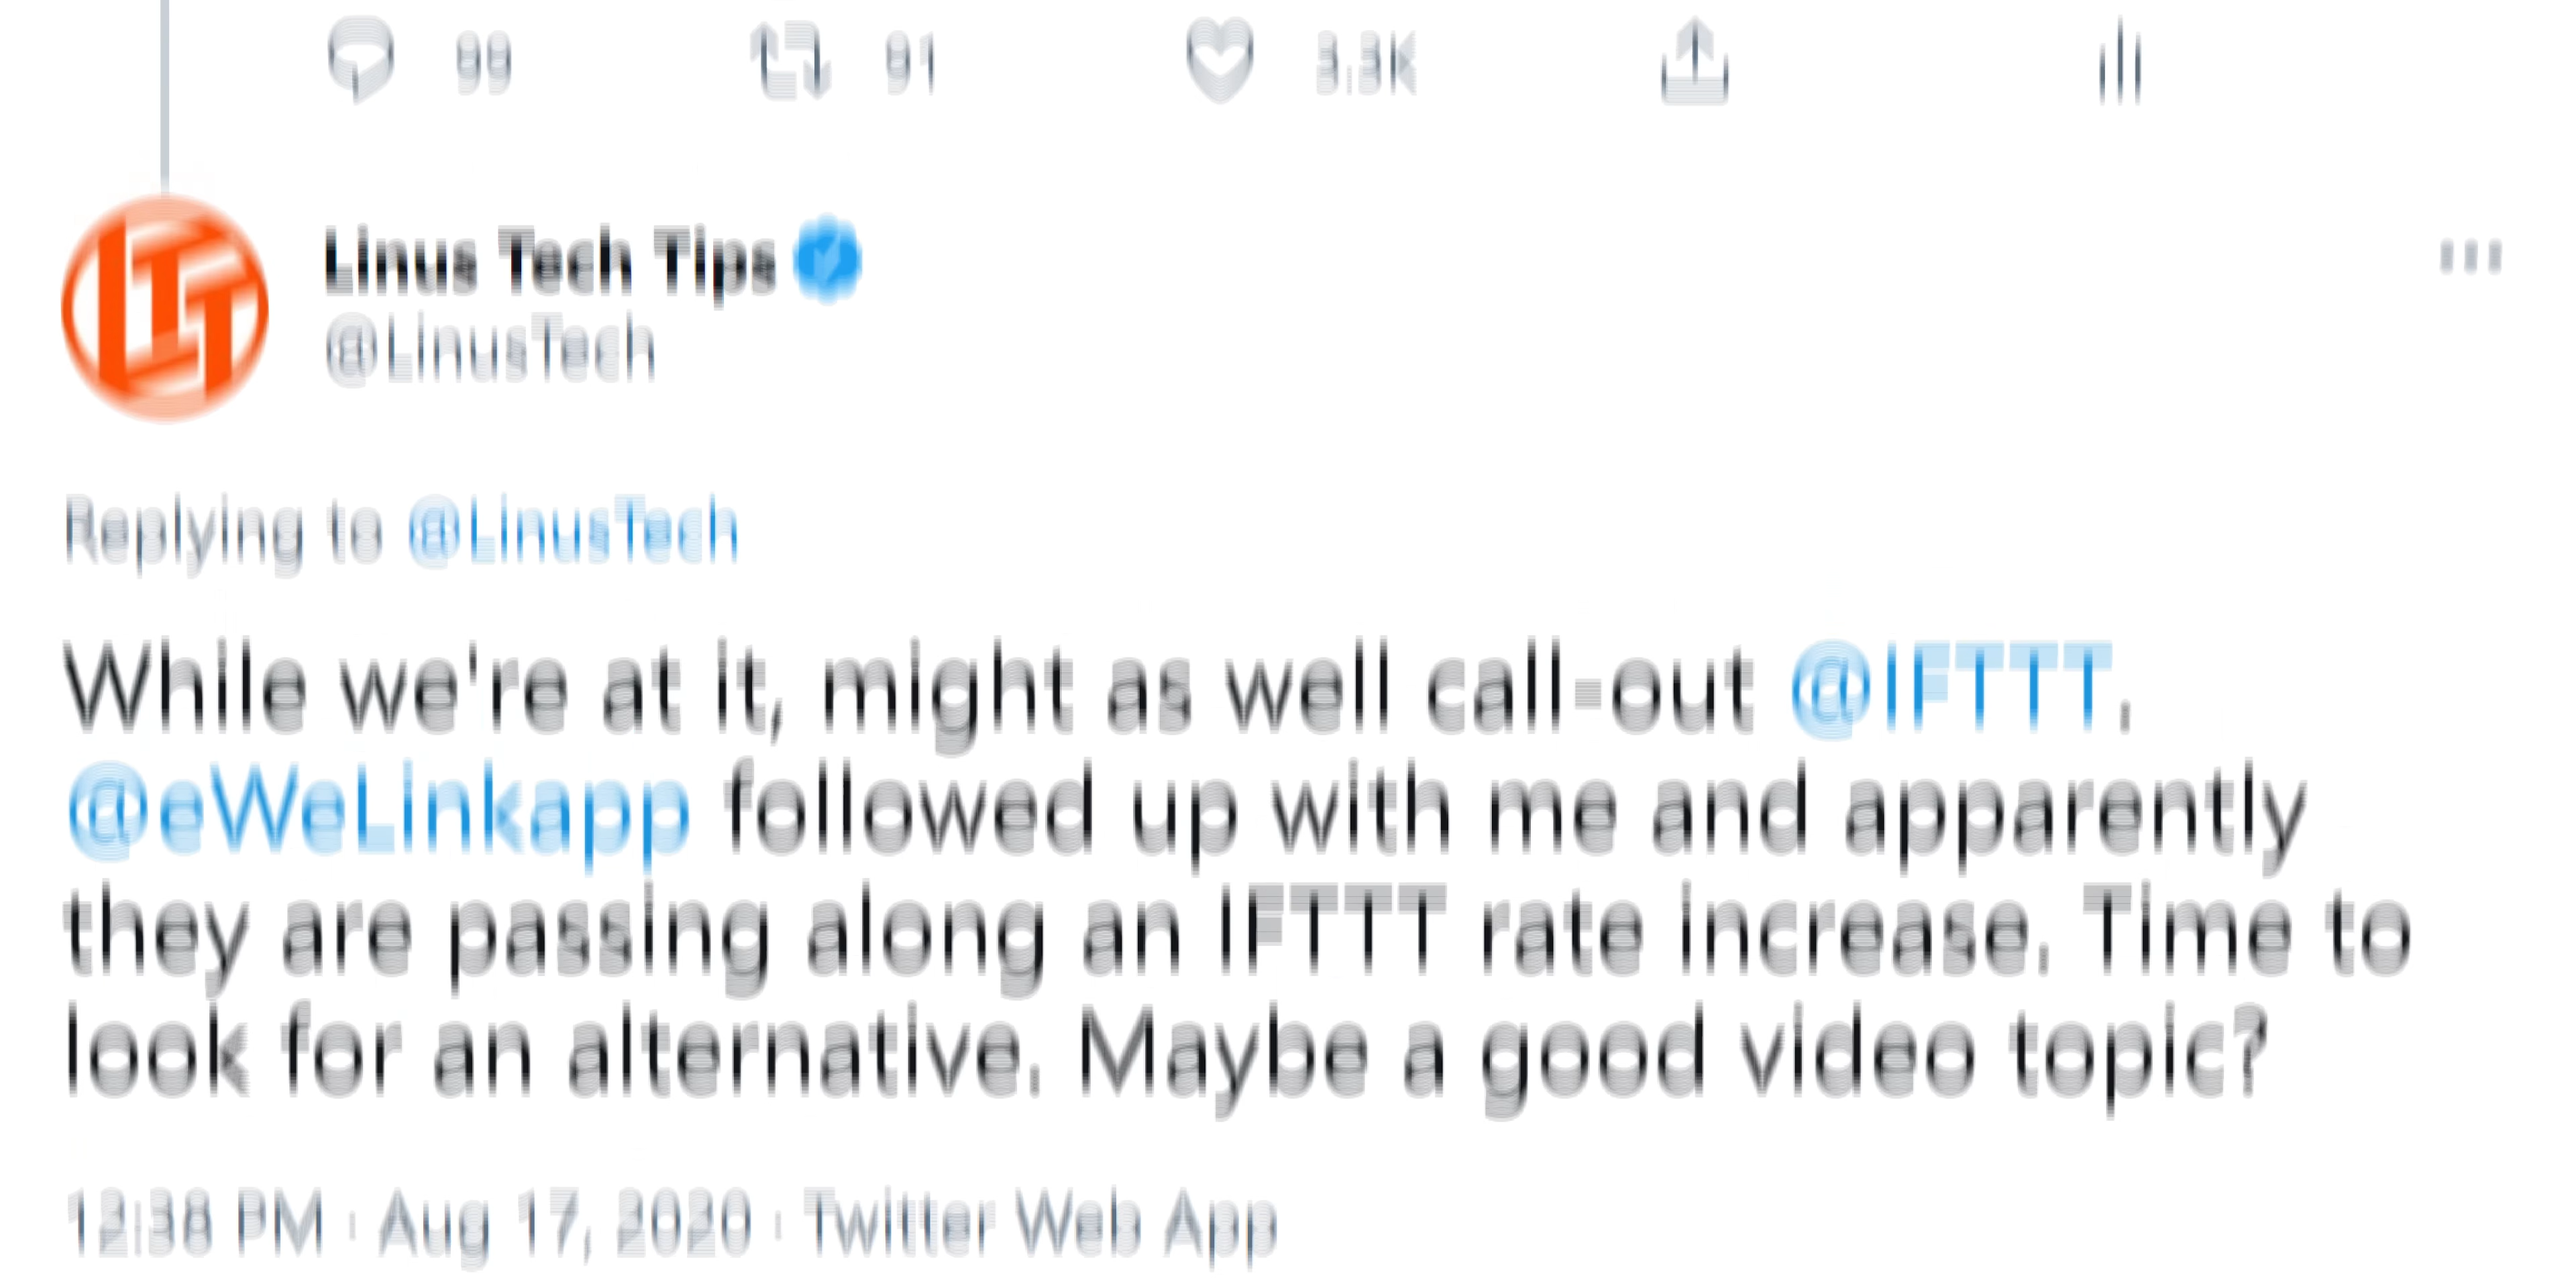 99 91 3.3K
LTT
Linus Tech Tips
@LinusTech
Replying to @LinusTech
While we're at it, might as well call-out @IFTTT.
@eWeLinkapp followed up with me and apparently
they are passing along an IFTTT rate increase. Time to
look for an alternative. Maybe a good video topic?
12:38 PM · Aug 17, 2020 · Twitter Web App